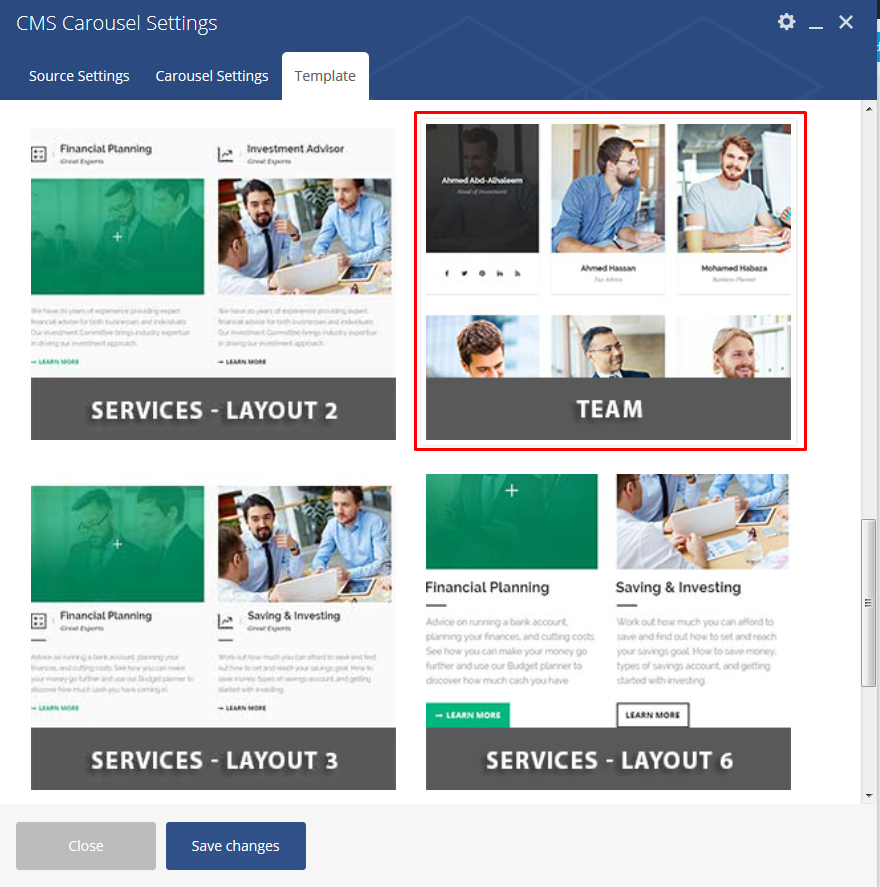 CMS Carousel Settings
Source Settings
Carousel Settings
Template
Financial Planning
Great Experts
Investment Advisor
Great Experts
We have 20 years of experience providing expert
financial advice for both businesses and individuals.
Our Investment Committee brings industry expertise
in driving our investment approach.
→ LEARN MORE
We have 20 years of experience providing expert
financial advice for both businesses and individuals.
Our Investment Committee brings industry expertise
in driving our investment approach.
→ LEARN MORE
SERVICES - LAYOUT 2
Ahmed Abd-Alhaleem
Head of Investment
Ahmed Hassan
Tax Advice
Mohamed Habaza
Business Planner
TEAM
Financial Planning
Great Experts
Saving & Investing
Great Experts
Advice on running a bank account, planning your
finances, and cutting costs. See how you can make
your money go further and use our Budget planner to
discover how much cash you have coming in.
→ LEARN MORE
Work out how much you can afford to save and find
out how to set and reach your savings goal. How to
save money, types of savings account, and getting
started with investing.
→ LEARN MORE
SERVICES - LAYOUT 3
Financial Planning
Advice on running a bank account,
planning your finances, and cutting costs.
See how you can make your money go
further and use our Budget planner to
discover how much cash you have
→ LEARN MORE
Saving & Investing
Work out how much you can afford to
save and find out how to set and reach
your savings goal. How to save money,
types of savings account, and getting
started with investing.
LEARN MORE
SERVICES - LAYOUT 6
Close
Save changes